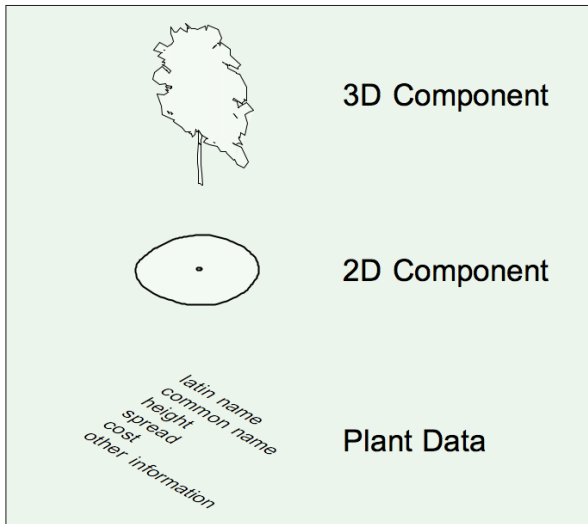 3D Component
2D Component
latin name
common name
height
spread
cost
other information
Plant Data